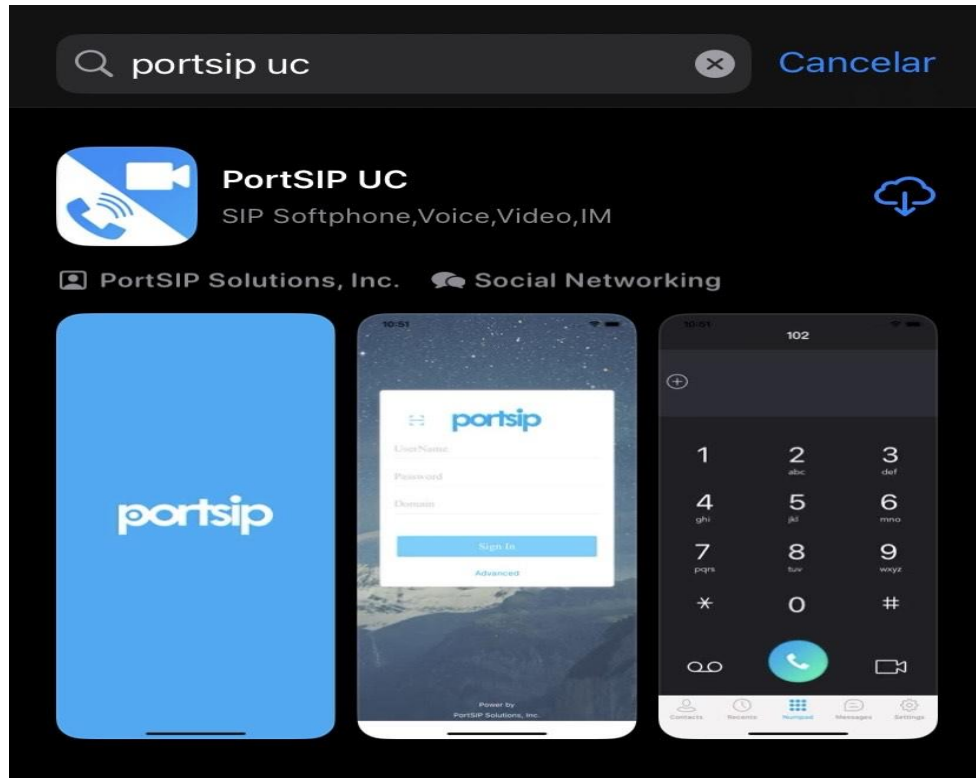 portsip uc
Cancelar
PortSIP UC
SIP Softphone,Voice,Video,IM
PortSIP Solutions, Inc.
Social Networking
portsip
10:51
portsip
UserName
Password
Domain
Sign In
Advanced
Power by
PortSIP Solutions, Inc.
10:51
102
1 2 3
abc def
4 5 6
ghi jkl mno
7 8 9
pqrs tuv wxyz
* 0 #
Contacts Recents Numpad Messages Settings